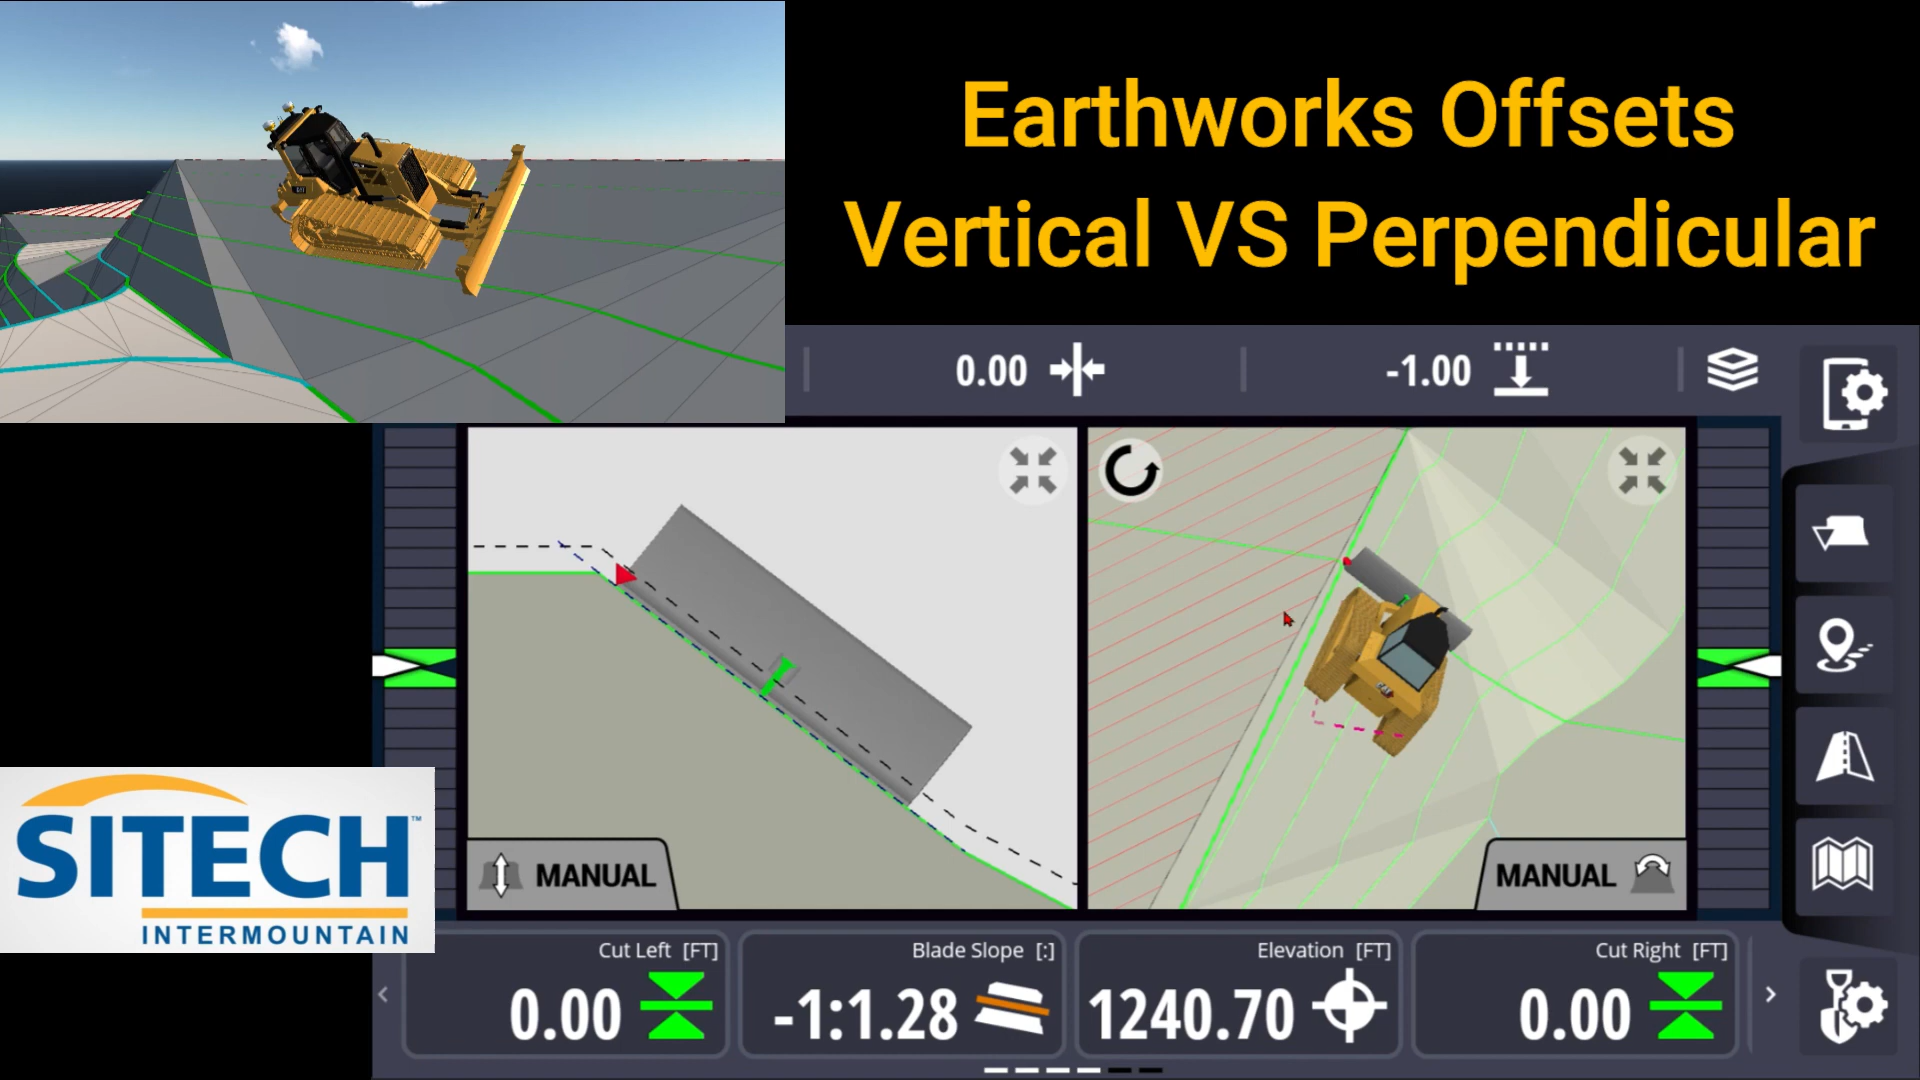 Earthworks Offsets
Vertical VS Perpendicular
0.00
-1.00
MANUAL
MANUAL
SITECH™
INTERMOUNTAIN
Cut Left [FT]
0.00
Blade Slope [:]
-1:1.28
Elevation [FT]
1240.70
Cut Right [FT]
0.00